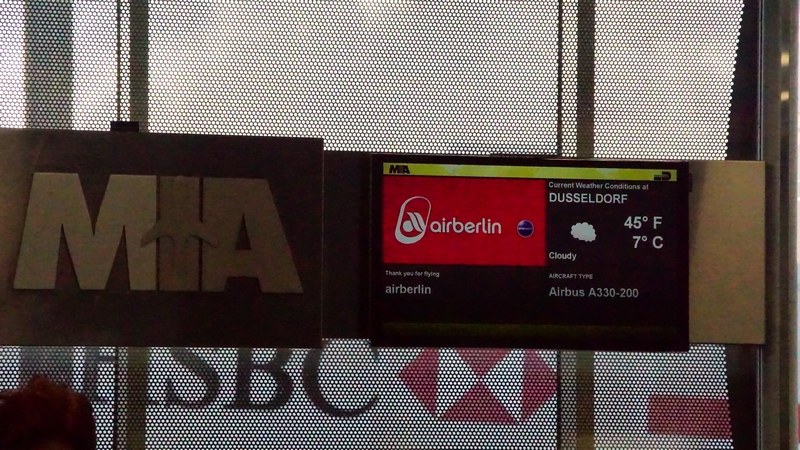 MIA
MIA
airberlin
Current Weather Conditions at
DUSSELDORF
45° F
7° C
Cloudy
Thank you for flying
airberlin
AIRCRAFT TYPE
Airbus A330-200
HSBC